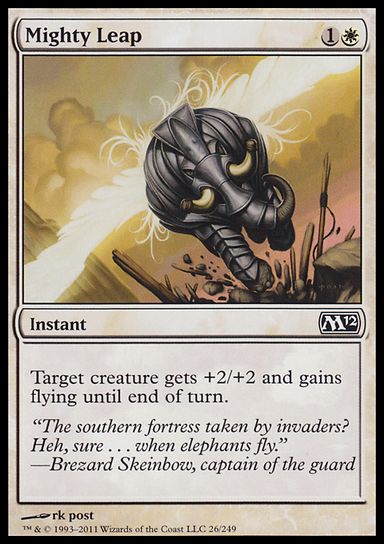 Mighty Leap 1
Instant M12
Target creature gets +2/+2 and gains
flying until end of turn.
“The southern fortress taken by invaders?
Heh, sure . . . when elephants fly.”
—Brezard Skeinbow, captain of the guard
rk post
™ & © 1993–2011 Wizards of the Coast LLC 26/249